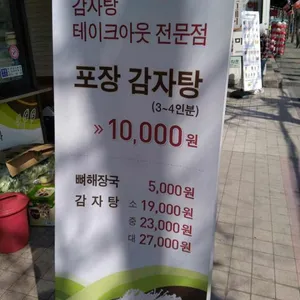 감자탕
테이크아웃 전문점
포장 감자탕
(3~4인분)
» 10,000원
뼈해장국 5,000원
감자탕 소 19,000원
중 23,000원
대 27,000원